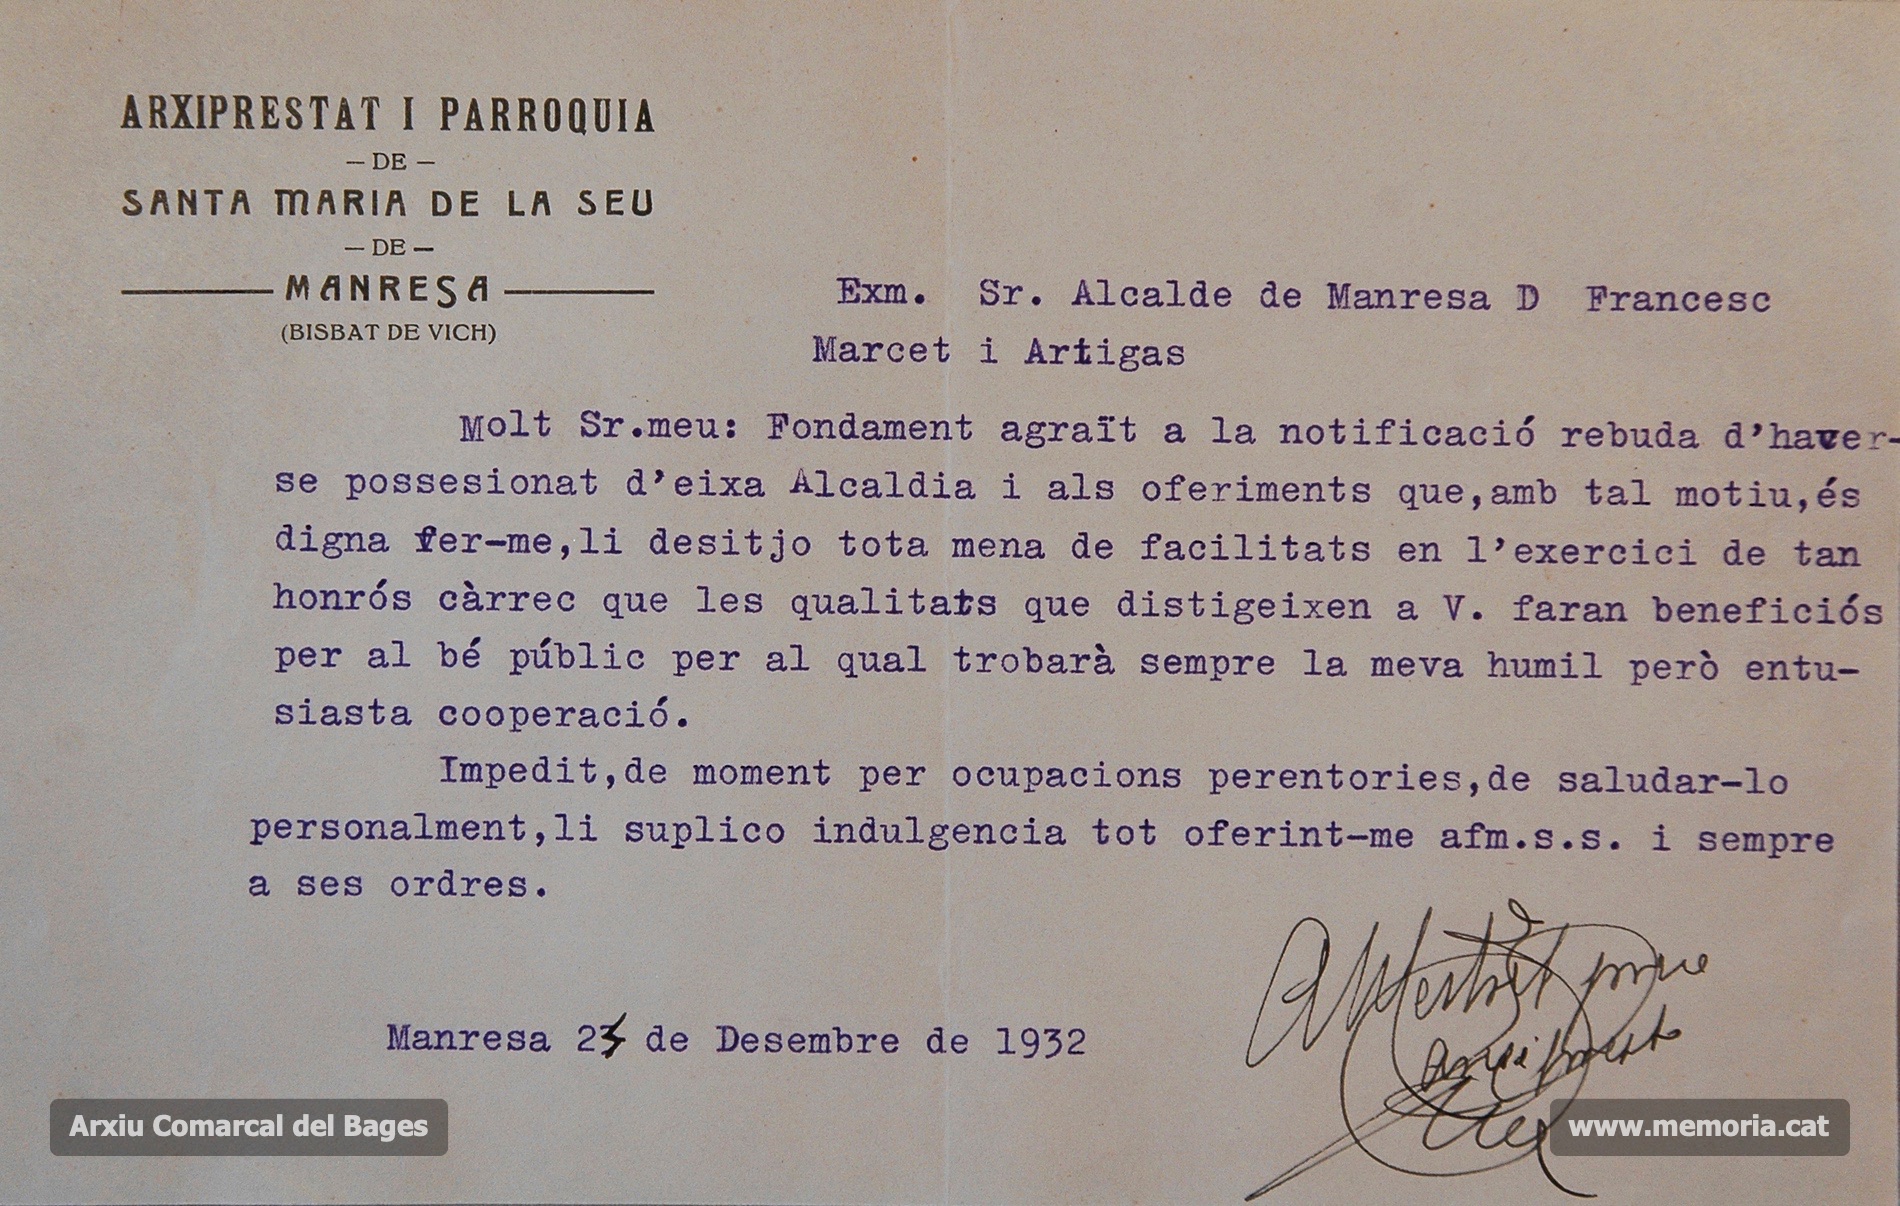 ARXIPRESTAT I PARROQUIA
— DE —
SANTA MARIA DE LA SEU
— DE —
MANRESA
(BISBAT DE VICH)
Exm. Sr. Alcalde de Manresa D Francesc
Marcet i Artigas
Molt Sr.meu: Fondament agraït a la notificació rebuda d'haver-
se possesionat d'eixa Alcaldia i als oferiments que,amb tal motiu,és
digna fer-me,li desitjo tota mena de facilitats en l'exercici de tan
honrós càrrec que les qualitats que distigeixen a V. faran beneficiós
per al bé públic per al qual trobarà sempre la meva humil però entu-
siasta cooperació.
Impedit,de moment per ocupacions perentories,de saludar-lo
personalment,li suplico indulgencia tot oferint-me afm.s.s. i sempre
a ses ordres.
Manresa 2 de Desembre de 1932
Arxiu Comarcal del Bages
www.memoria.cat